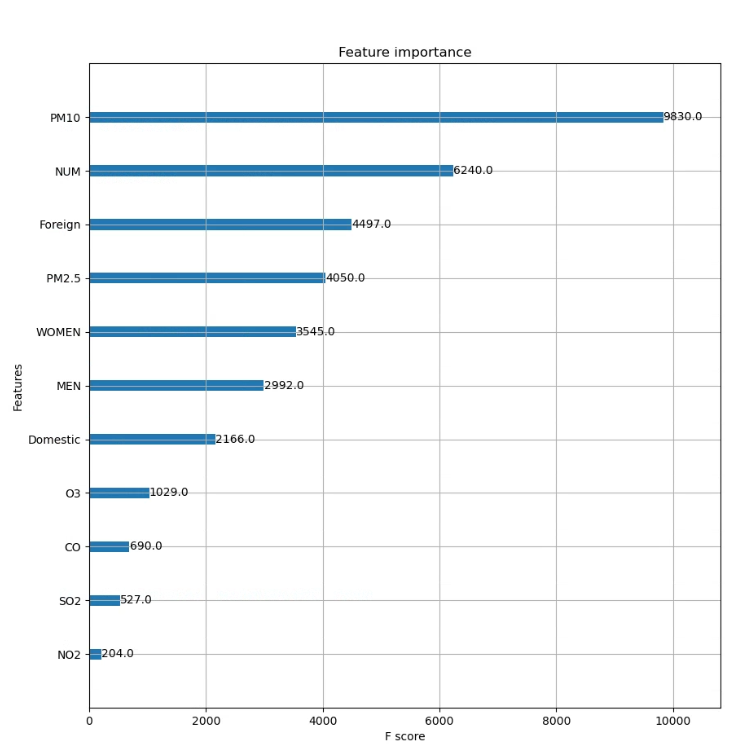 Feature importance
PM10 9830.0
NUM 6240.0
Foreign 4497.0
PM2.5 4050.0
WOMEN 3545.0
MEN 2992.0
Domestic 2166.0
O3 1029.0
CO 690.0
SO2 527.0
NO2 204.0
Features
0 2000 4000 6000 8000 10000
F score